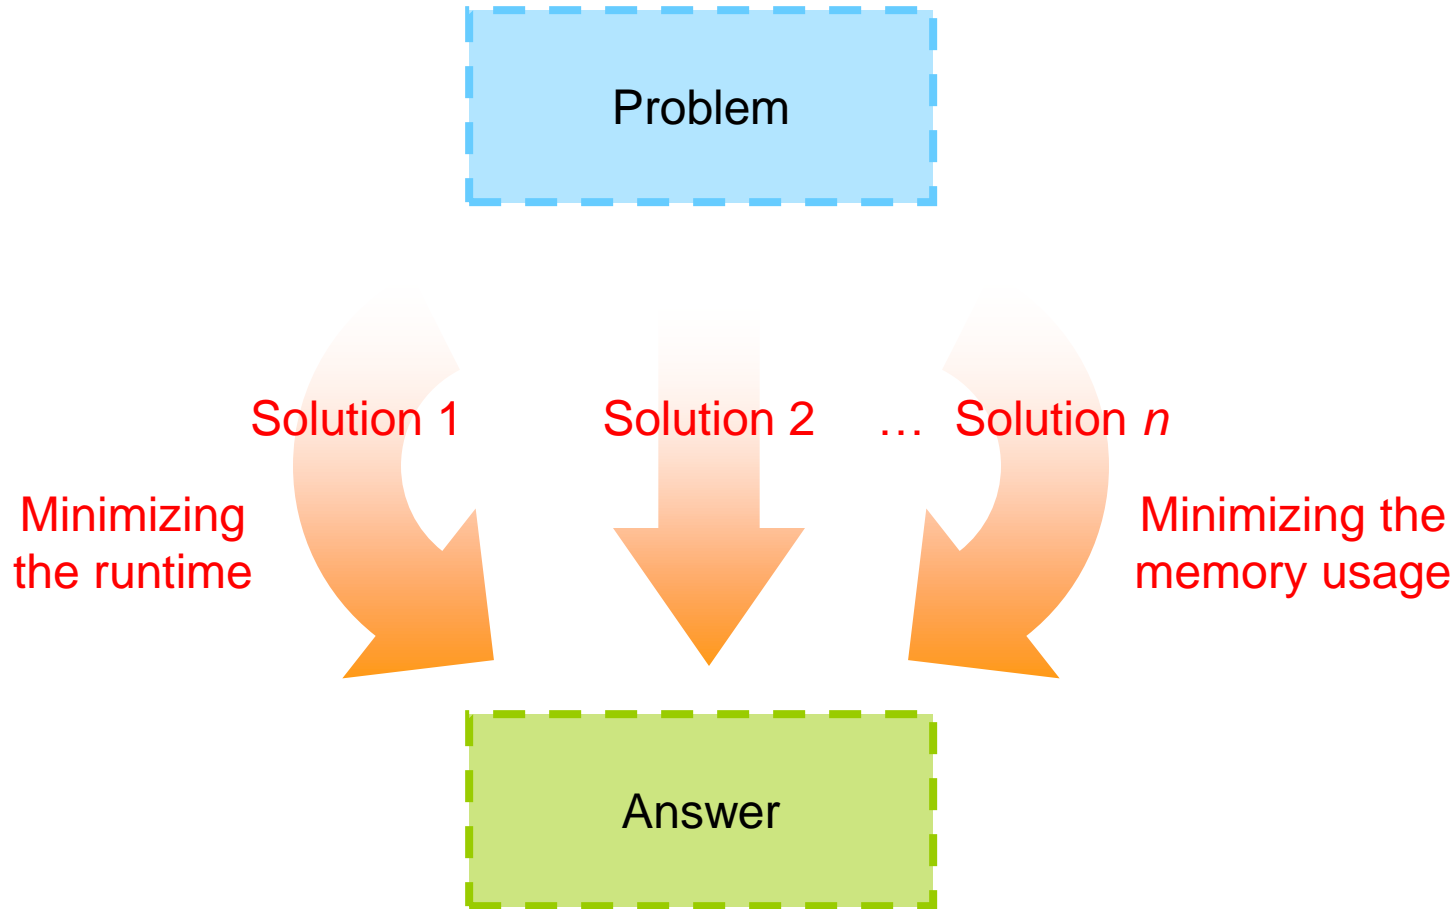 Problem
Solution 1 Solution 2 … Solution n
Minimizing
the runtime
Minimizing the
memory usage
Answer